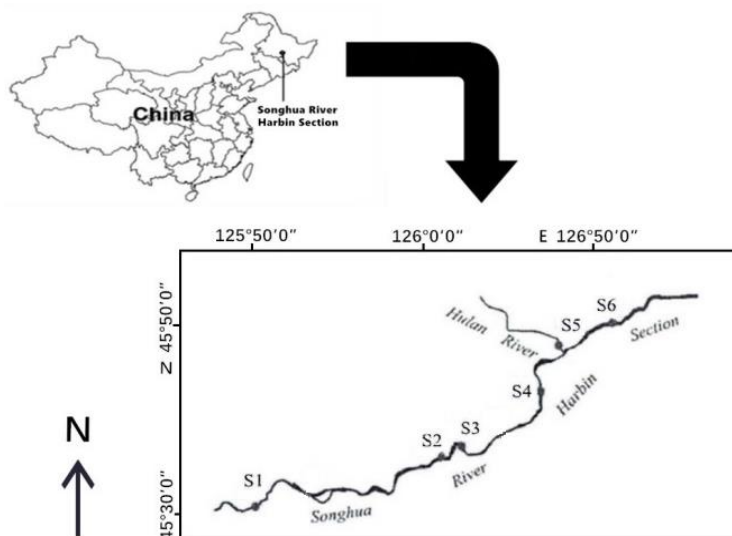 China
Songhua River
Harbin Section
125°50′0″
126°0′0″
E 126°50′0″
N 45°50′0″
45°30′0″
Hulan
River
S5
S6
Section
S4
Harbin
S2
S3
River
S1
Songhua
N